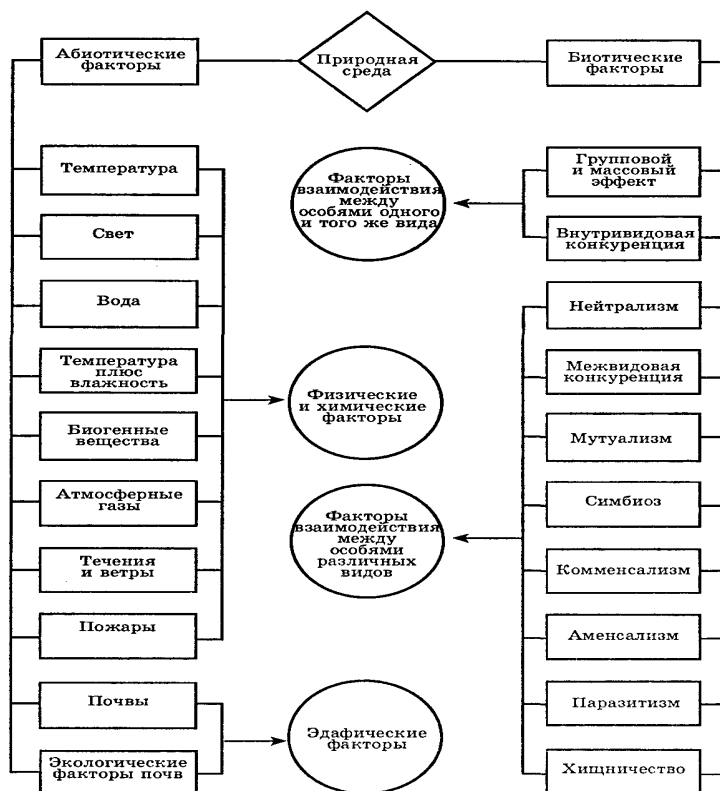 Абиотические
факторы
Природная
среда
Биотические
факторы
Температура
Свет
Вода
Температура
плюс
влажность
Биогенные
вещества
Атмосферные
газы
Течения
и ветры
Пожары
Почвы
Экологические
факторы почв
Факторы
взаимодействия
между
особями одного
и того же вида
Физические
и химические
факторы
Факторы
взаимодействия
между
особями
различных
видов
Эдафические
факторы
Групповой
и массовый
эффект
Внутривидовая
конкуренция
Нейтрализм
Межвидовая
конкуренция
Мутуализм
Симбиоз
Комменсализм
Аменсализм
Паразитизм
Хищничество